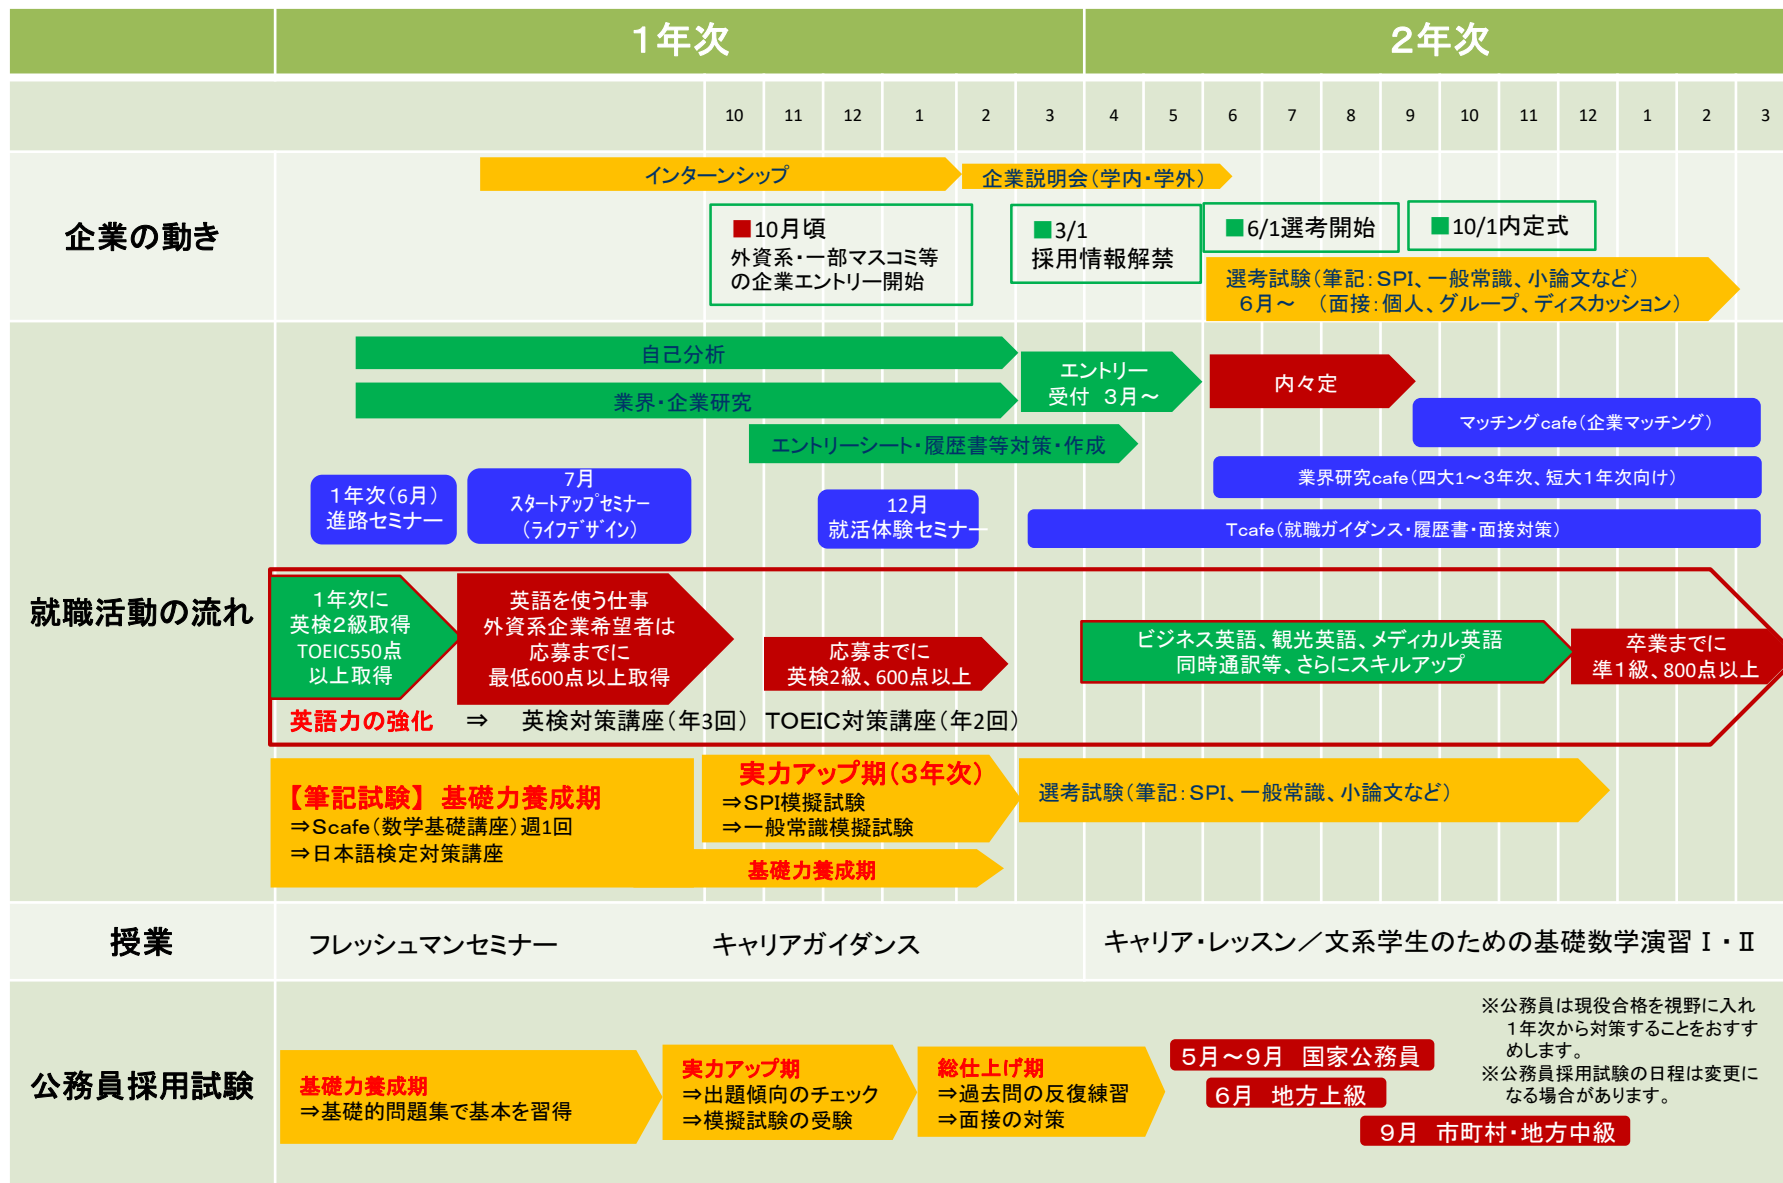 1年次
2年次
10 11 12 1 2 3 4 5 6 7 8 9 10 11 12 1 2 3
企業の動き
インターンシップ
企業説明会(学内・学外)
■10月頃
外資系・一部マスコミ等
の企業エントリー開始
■3/1
採用情報解禁
■6/1選考開始
■10/1内定式
選考試験(筆記:SPI、一般常識、小論文など)
6月～ (面接:個人、グループ、ディスカッション)
就職活動の流れ
自己分析
業界・企業研究
エントリー
受付 3月～
内々定
エントリーシート・履歴書等対策・作成
マッチングcafe(企業マッチング)
業界研究cafe(四大1～3年次、短大1年次向け)
Tcafe(就職ガイダンス・履歴書・面接対策)
1年次(6月)
進路セミナー
7月
スタートアップセミナー
(ライフデザイン)
12月
就活体験セミナー
1年次に
英検2級取得
TOEIC550点
以上取得
英語を使う仕事
外資系企業希望者は
応募までに
最低600点以上取得
応募までに
英検2級、600点以上
ビジネス英語、観光英語、メディカル英語
同時通訳等、さらにスキルアップ
卒業までに
準1級、800点以上
英語力の強化 ⇒ 英検対策講座(年3回) TOEIC対策講座(年2回)
【筆記試験】 基礎力養成期
⇒Scafe(数学基礎講座)週1回
⇒日本語検定対策講座
実力アップ期(3年次)
⇒SPI模擬試験
⇒一般常識模擬試験
基礎力養成期
選考試験(筆記:SPI、一般常識、小論文など)
授業
フレッシュマンセミナー
キャリアガイダンス
キャリア・レッスン／文系学生のための基礎数学演習Ⅰ・Ⅱ
公務員採用試験
基礎力養成期
⇒基礎的問題集で基本を習得
実力アップ期
⇒出題傾向のチェック
⇒模擬試験の受験
総仕上げ期
⇒過去問の反復練習
⇒面接の対策
5月～9月 国家公務員
6月 地方上級
9月 市町村・地方中級
※公務員は現役合格を視野に入れ
1年次から対策することをおすす
めします。
※公務員採用試験の日程は変更に
なる場合があります。